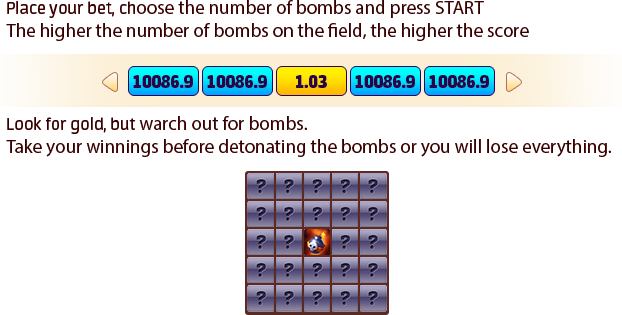 Place your bet, choose the number of bombs and press START
The higher the number of bombs on the field, the higher the score
10086.9 10086.9 1.03 10086.9 10086.9
Look for gold, but warch out for bombs.
Take your winnings before detonating the bombs or you will lose everything.
? ? ? ? ?
? ? ? ? ?
? ? ? ?
? ? ? ? ?
? ? ? ? ?